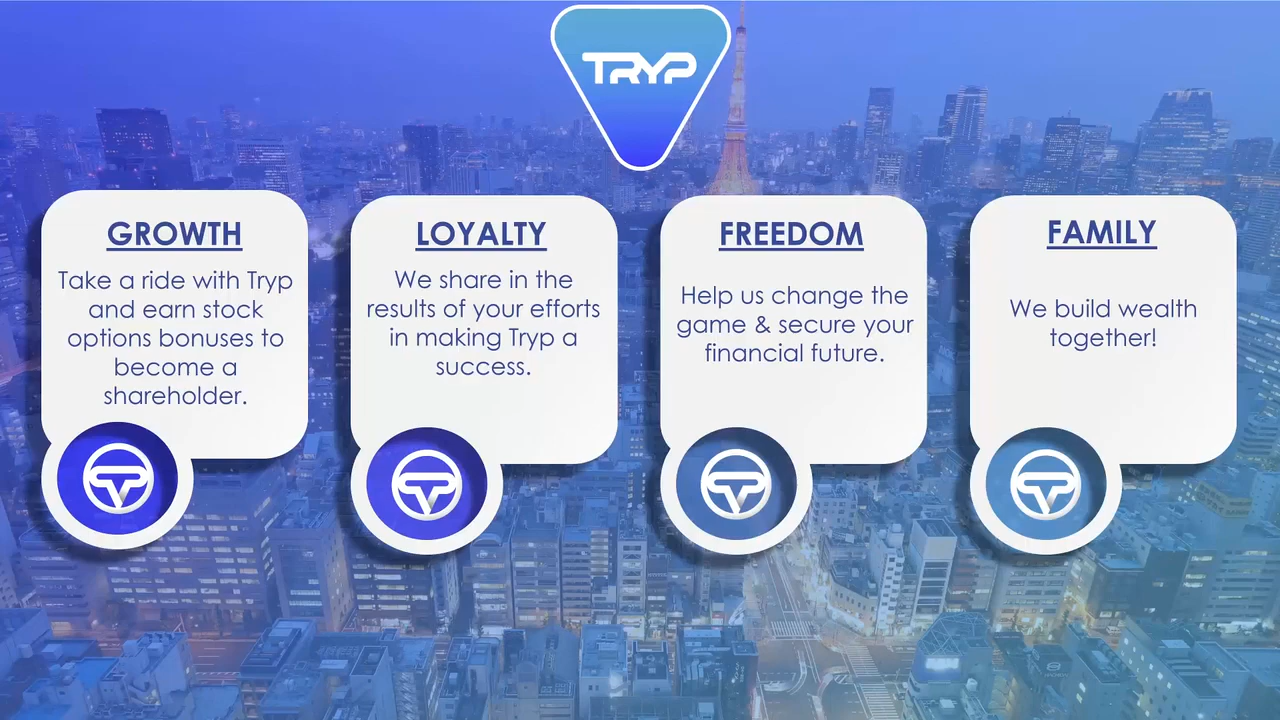 TRYP
GROWTH
Take a ride with Tryp
and earn stock
options bonuses to
become a
shareholder.
LOYALTY
We share in the
results of your efforts
in making Tryp a
success.
FREEDOM
Help us change the
game & secure your
financial future.
FAMILY
We build wealth
together!